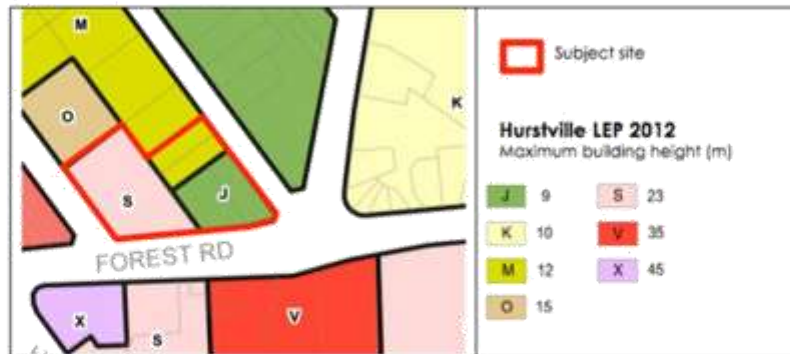 M
O
S
J
K
FOREST RD
X
S
V
Subject site
Hurstville LEP 2012
Maximum building height (m)
J 9 S 23
K 10 V 35
M 12 X 45
O 15